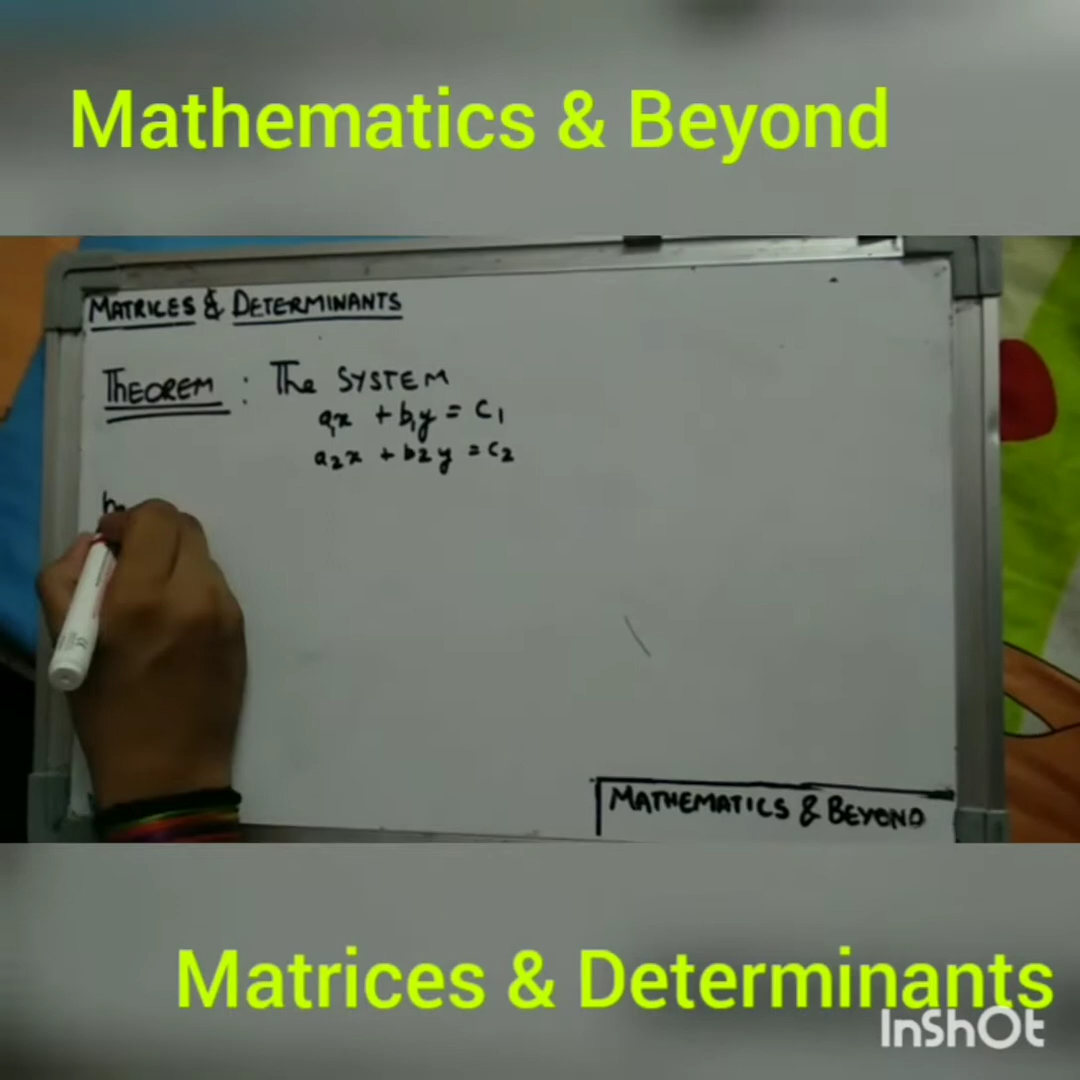 Mathematics & Beyond
MATRICES & DETERMINANTS
THEOREM : The SYSTEM
a₁x + b₁y = c₁
a₂x + b₂y = c₂
MATHEMATICS & BEYOND
Matrices & Determinants
InShOt